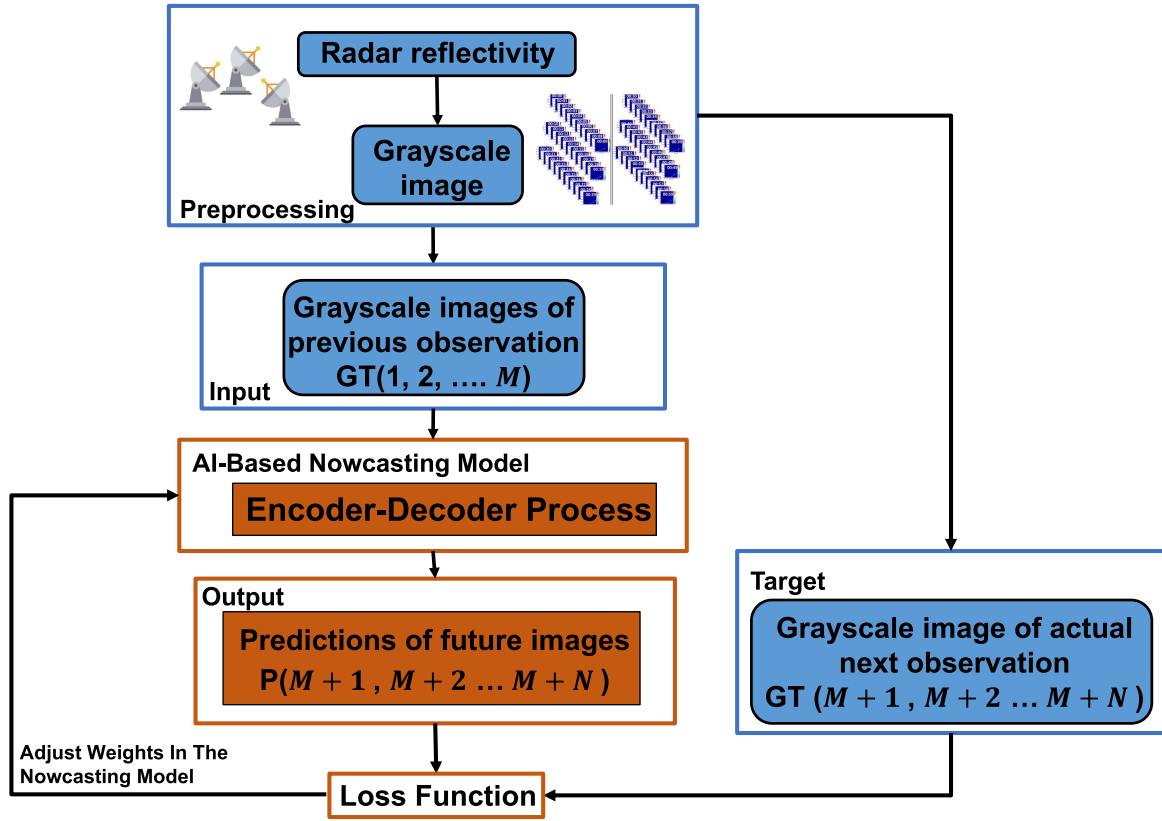 Radar reflectivity
Grayscale
image
Preprocessing
Grayscale images of
previous observation
GT(1, 2, .... M)
Input
AI-Based Nowcasting Model
Encoder-Decoder Process
Output
Predictions of future images
P(M + 1 , M + 2 ... M + N )
Target
Grayscale image of actual
next observation
GT (M + 1 , M + 2 ... M + N )
Adjust Weights In The
Nowcasting Model
Loss Function